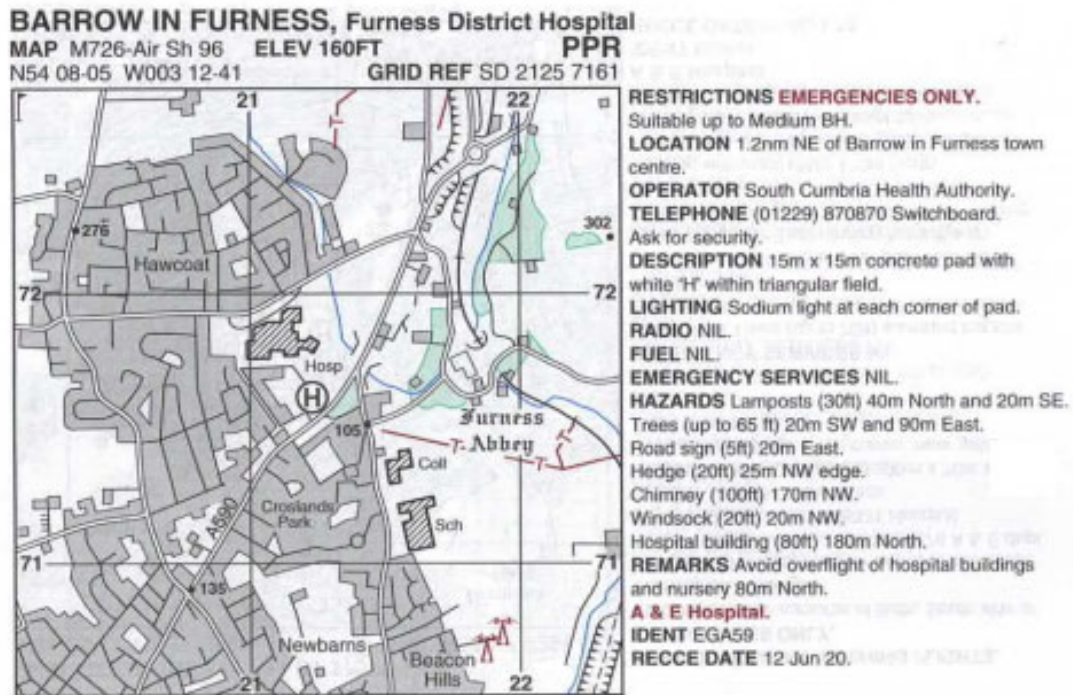 BARROW IN FURNESS, Furness District Hospital
MAP M726-Air Sh 96 ELEV 160FT PPR
N54 08-05 W003 12-41 GRID REF SD 2125 7161
21
22
276
302
Hawcoat
72
72
Hosp
H
105
Furness
Abbey
Coll
Croslands
Park
A590
Sch
71
71
135
Newbarns
Beacon
Hills
21
22
RESTRICTIONS EMERGENCIES ONLY.
Suitable up to Medium BH.
LOCATION 1.2nm NE of Barrow in Furness town
centre.
OPERATOR South Cumbria Health Authority.
TELEPHONE (01229) 870870 Switchboard.
Ask for security.
DESCRIPTION 15m x 15m concrete pad with
white "H" within triangular field.
LIGHTING Sodium light at each corner of pad.
RADIO NIL.
FUEL NIL.
EMERGENCY SERVICES NIL.
HAZARDS Lamposts (30ft) 40m North and 20m SE.
Trees (up to 65 ft) 20m SW and 90m East.
Road sign (5ft) 20m East.
Hedge (20ft) 25m NW edge.
Chimney (100ft) 170m NW.
Windsock (20ft) 20m NW.
Hospital building (80ft) 180m North.
REMARKS Avoid overflight of hospital buildings
and nursery 80m North.
A & E Hospital.
IDENT EGA59
RECCE DATE 12 Jun 20.